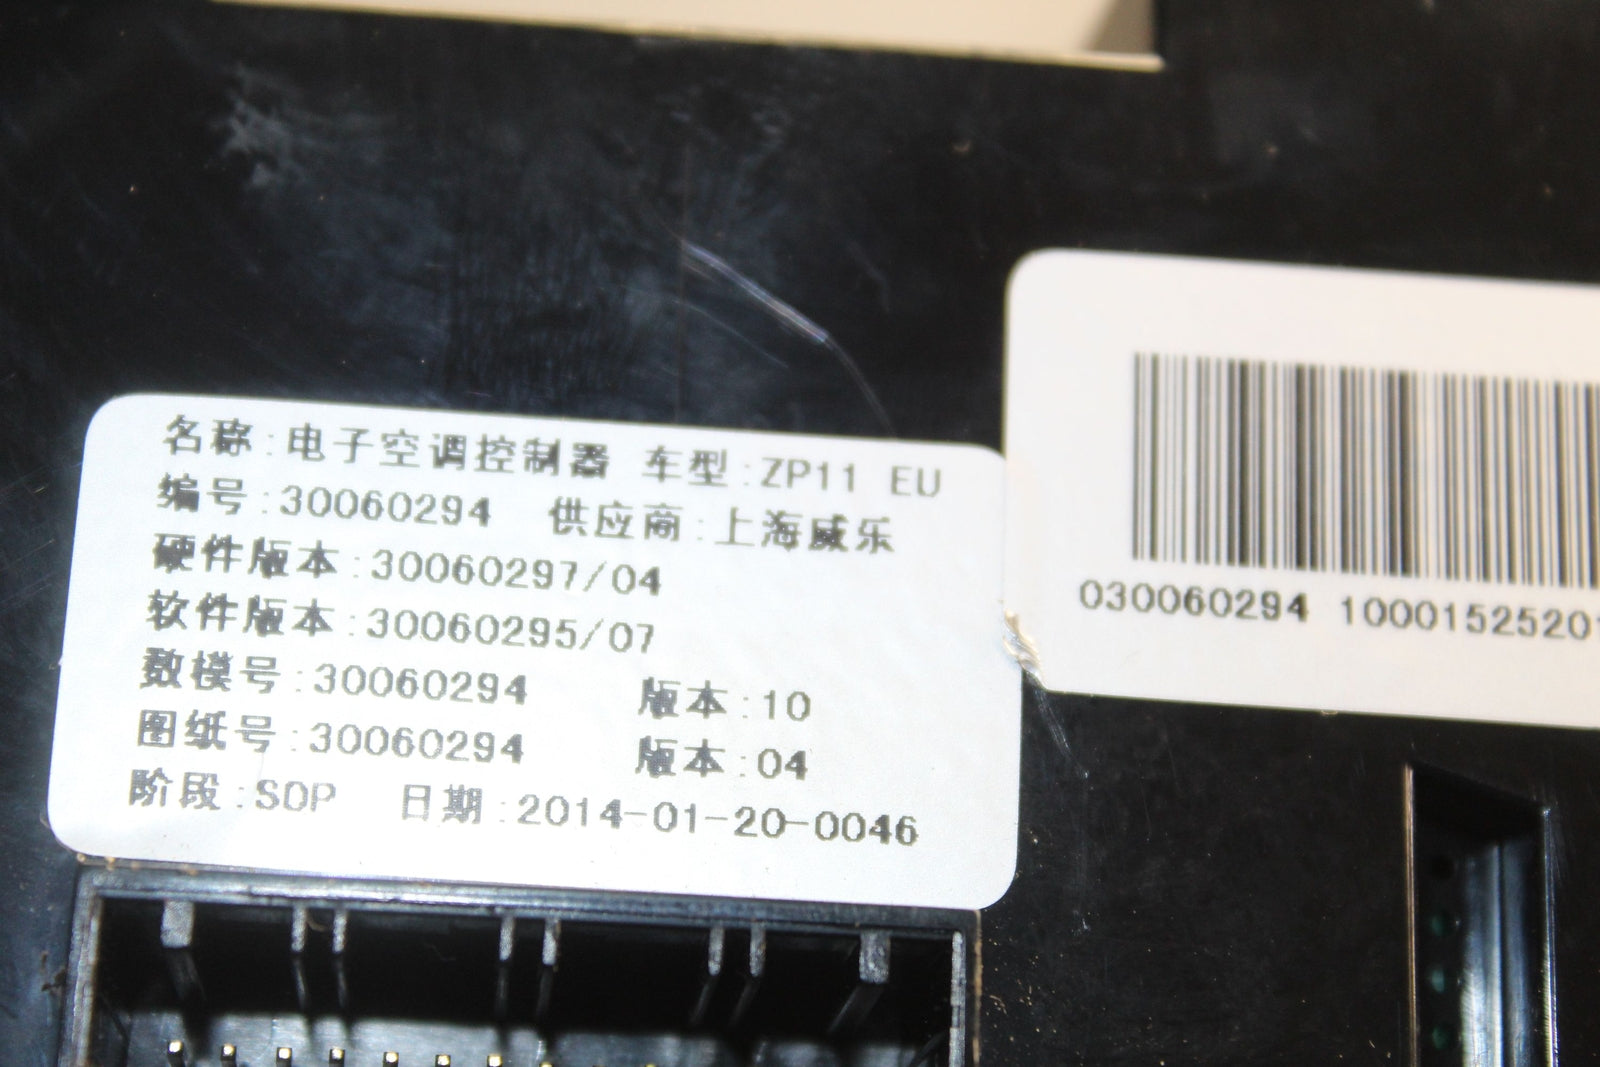 名称:电子空调控制器 车型:ZP11 EU
编号:30060294 供应商:上海威乐
硬件版本:30060297/04
软件版本:30060295/07
数模号:30060294 版本:10
图纸号:30060294 版本:04
阶段:SOP 日期:2014-01-20-0046
030060294 1000152520